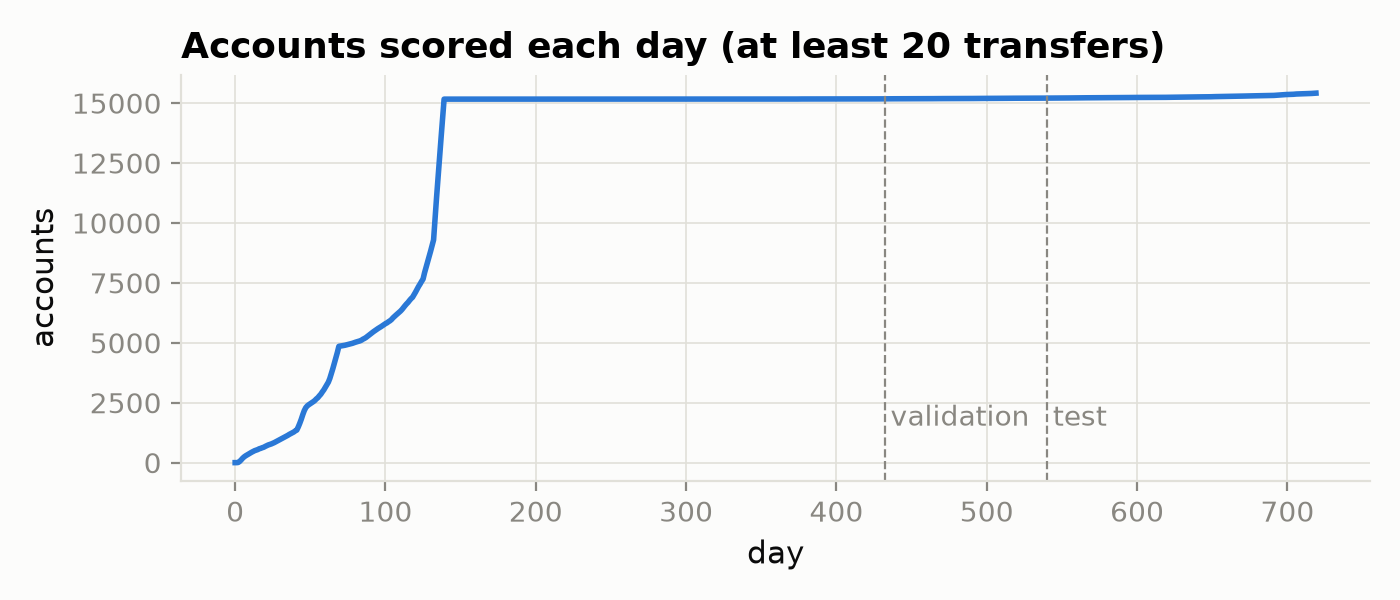 Accounts scored each day (at least 20 transfers)
accounts
15000
12500
10000
7500
5000
2500
0
validation
test
0 100 200 300 400 500 600 700
day